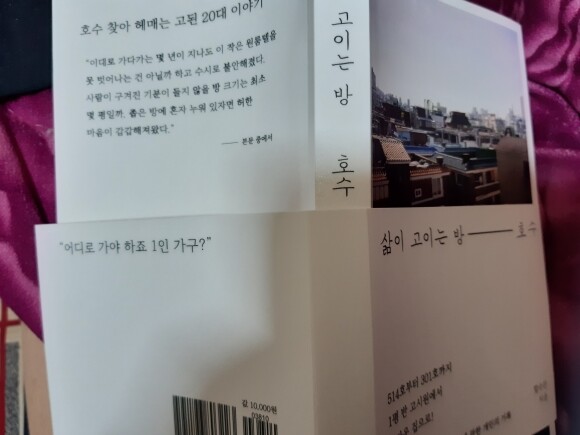 호수 찾아 헤매는 고된 20대 이야기
"이대로 가다가는 몇 년이 지나도 이 작은 원룸텔을
못 벗어나는 건 아닐까 하고 수시로 불안해졌다.
사람이 구겨진 기분이 들지 않을 방 크기는 최소
몇 평일까. 좁은 방에 혼자 누워 있자면 허한
마음이 갑갑해져왔다."
본문 중에서
고이는 방 호수
"어디로 가야 하죠 1인 가구?"
값 10,000원
03810
삶이 고이는 방 — 호수
514호부터 301호까지
1평 반 고시원에서